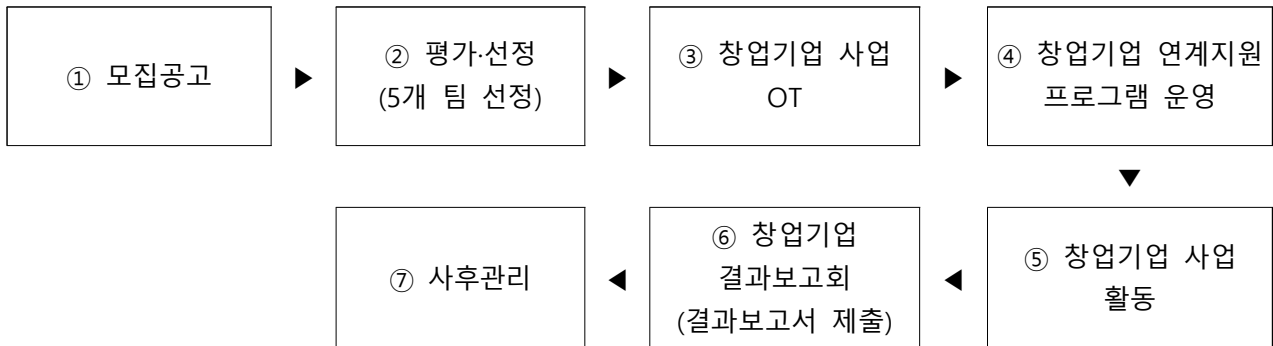 ① 모집공고
▶
② 평가·선정
(5개 팀 선정)
▶
③ 창업기업 사업
OT
▶
④ 창업기업 연계지원
프로그램 운영
▼
⑤ 창업기업 사업
활동
◀
⑥ 창업기업
결과보고회
(결과보고서 제출)
◀
⑦ 사후관리